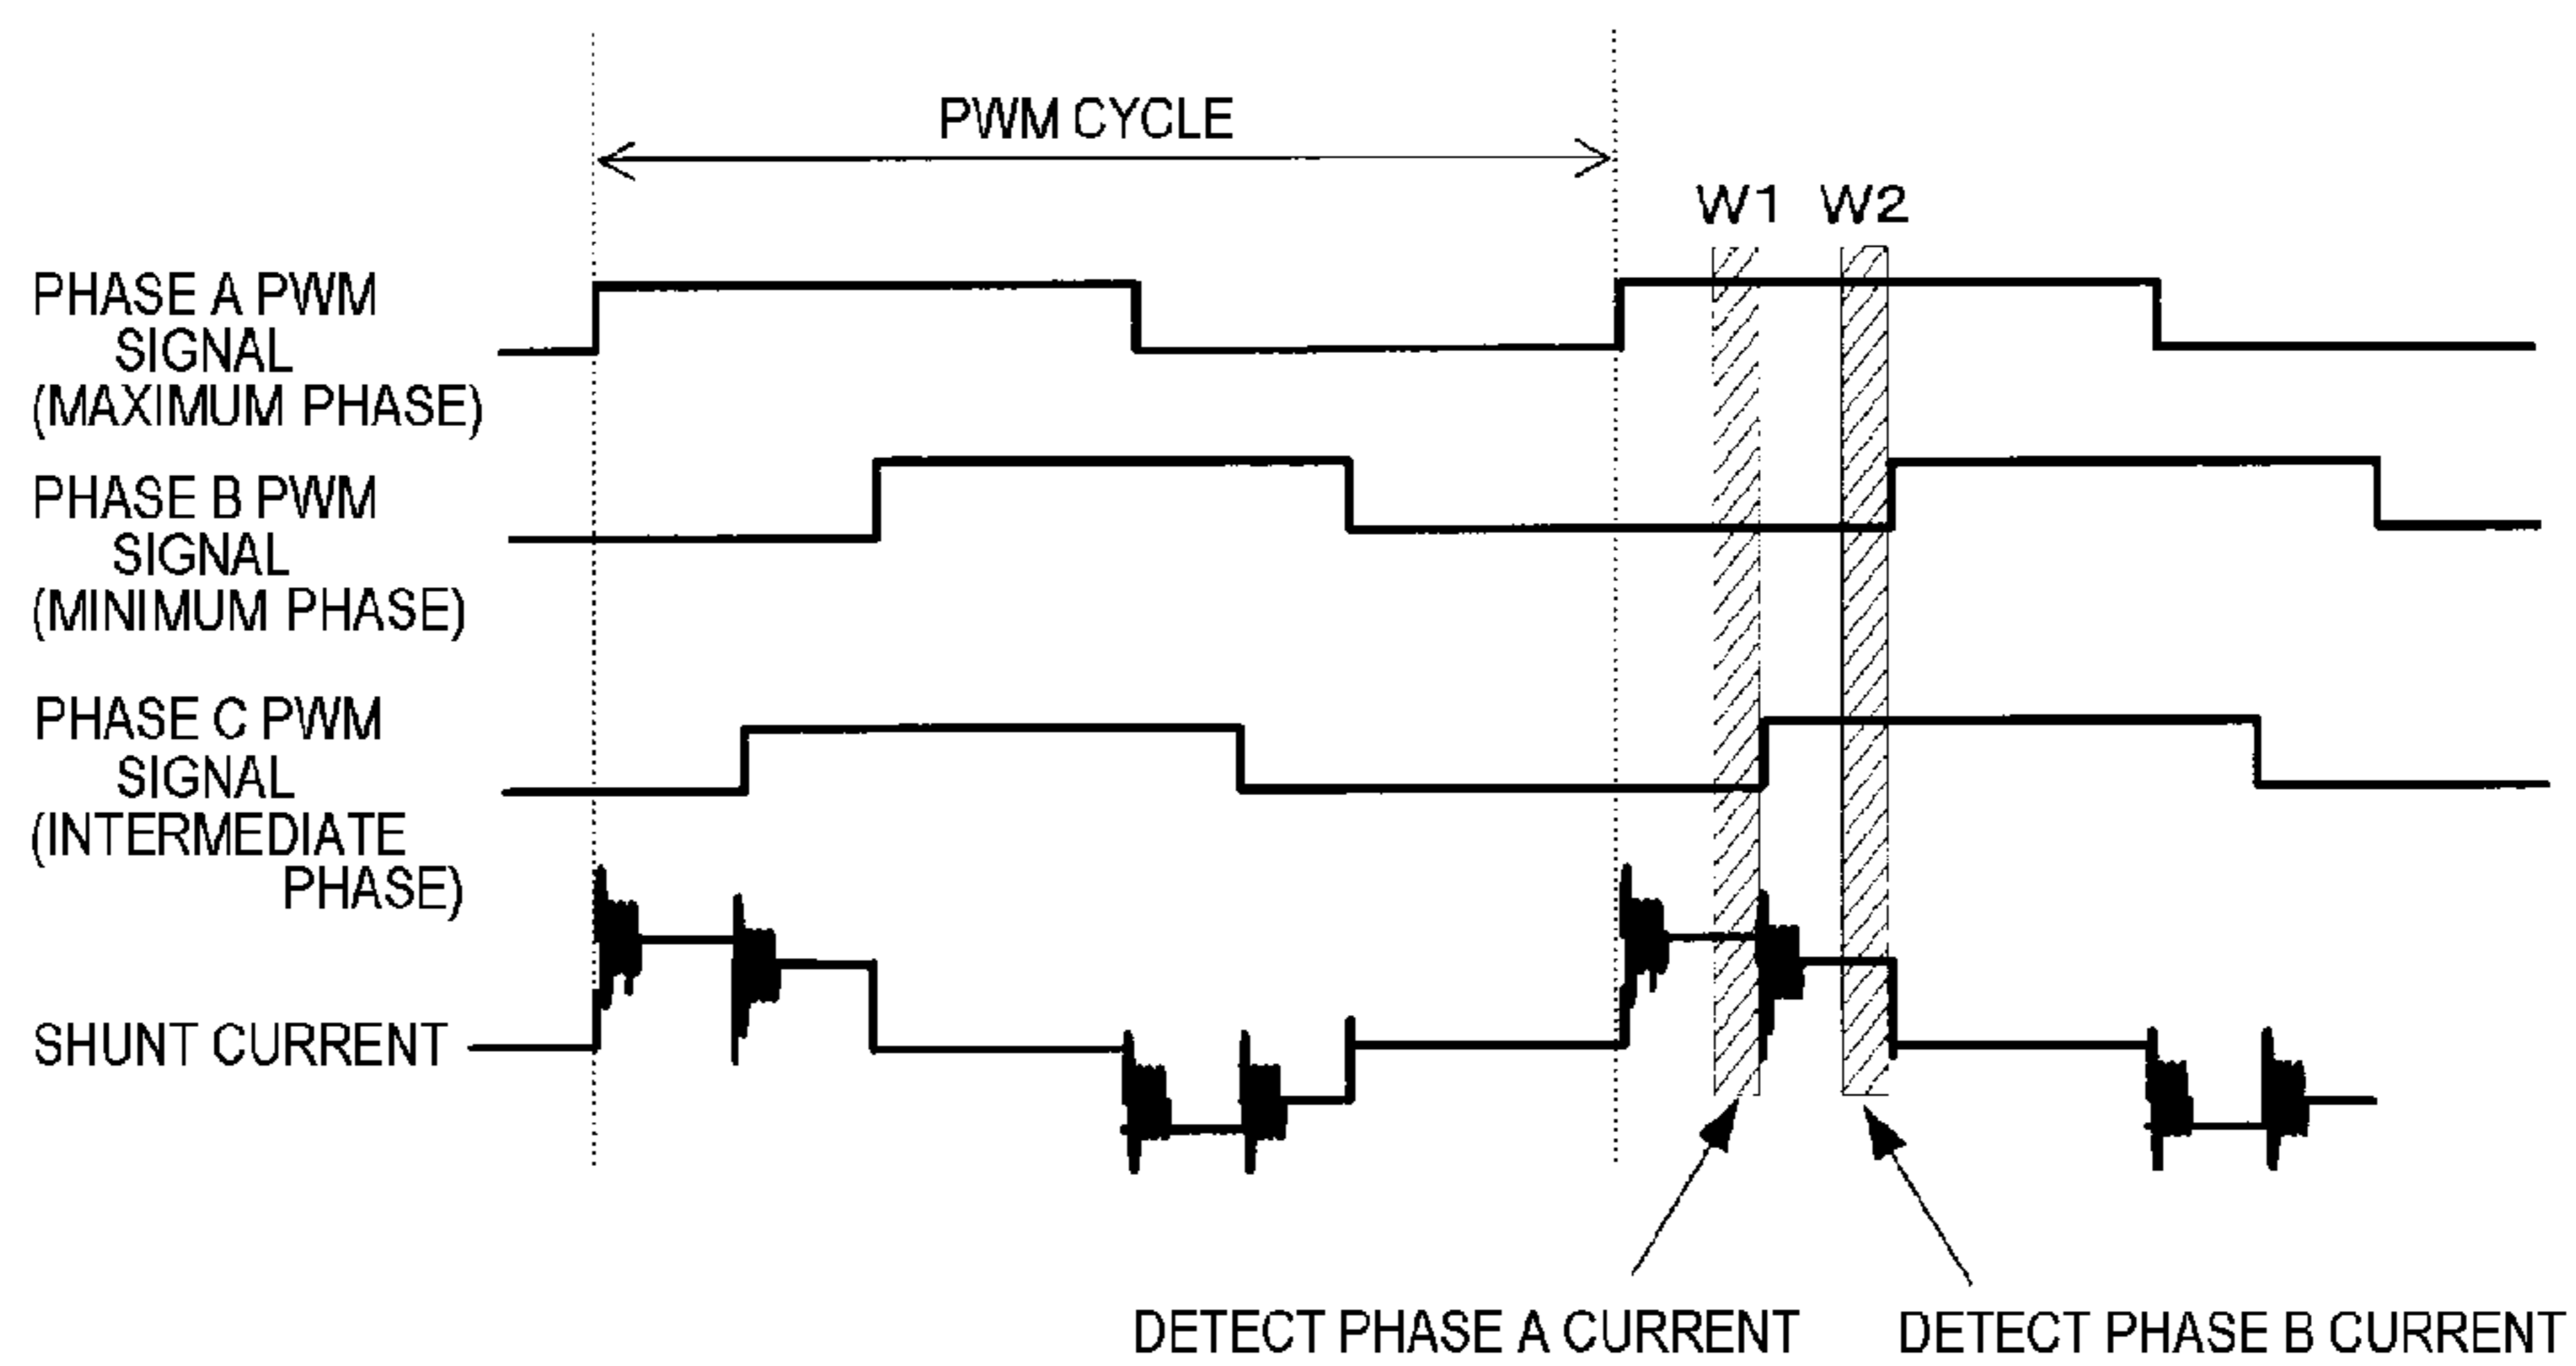 PWM CYCLE
W1 W2
PHASE A PWM
SIGNAL
(MAXIMUM PHASE)
PHASE B PWM
SIGNAL
(MINIMUM PHASE)
PHASE C PWM
SIGNAL
(INTERMEDIATE
PHASE)
SHUNT CURRENT
DETECT PHASE A CURRENT
DETECT PHASE B CURRENT